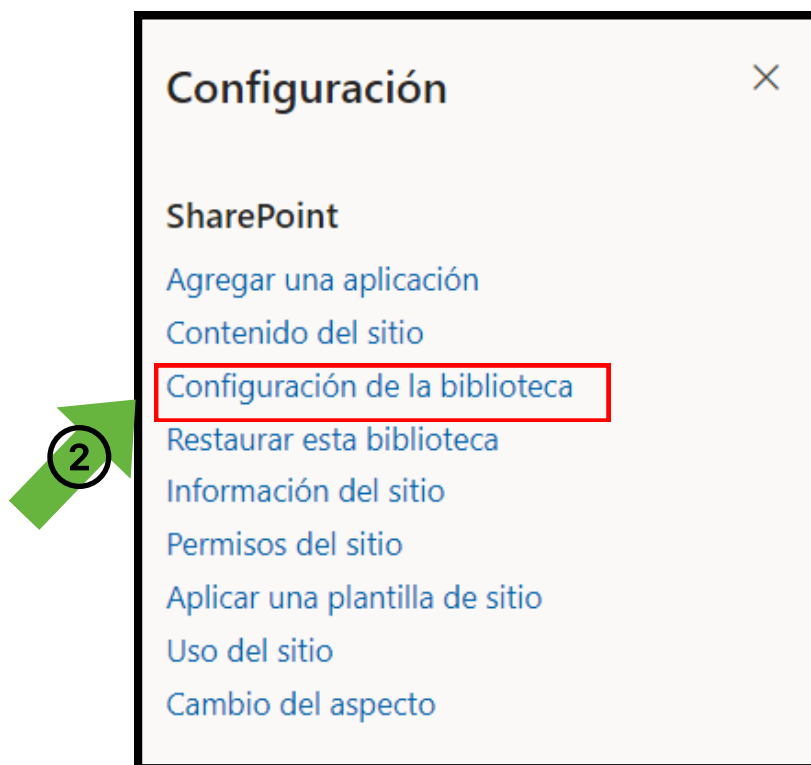 Configuración
SharePoint
Agregar una aplicación
Contenido del sitio
Configuración de la biblioteca
2
Restaurar esta biblioteca
Información del sitio
Permisos del sitio
Aplicar una plantilla de sitio
Uso del sitio
Cambio del aspecto